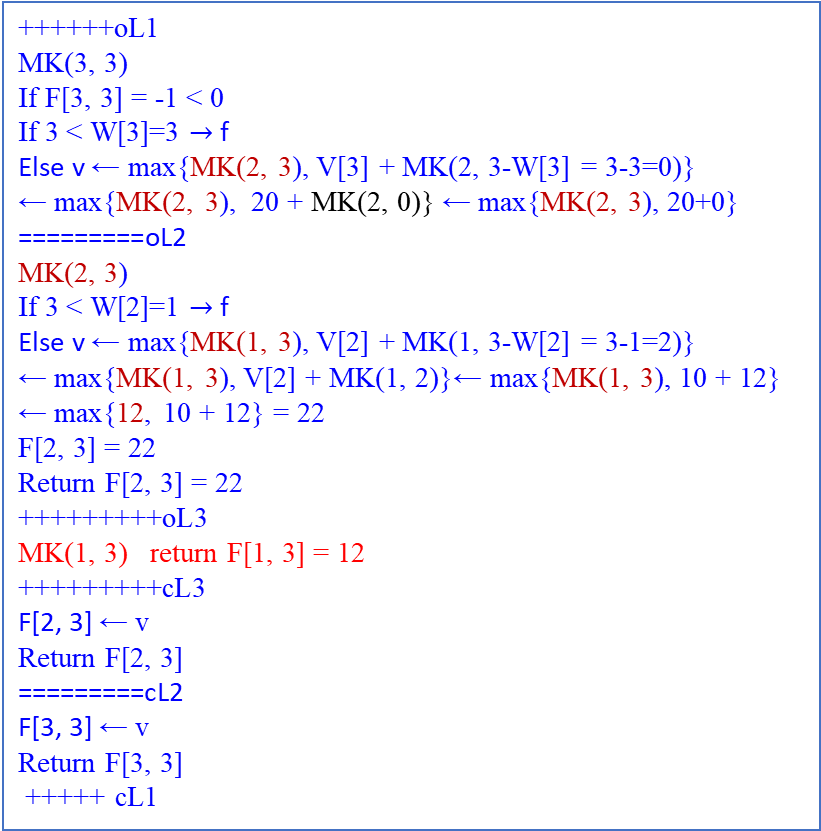 ++++++oL1
MK(3, 3)
If F[3, 3] = -1 < 0
If 3 < W[3]=3 → f
Else v ← max{MK(2, 3), V[3] + MK(2, 3-W[3] = 3-3=0)}
← max{MK(2, 3),  20 + MK(2, 0)} ← max{MK(2, 3), 20+0}
=========oL2
MK(2, 3)
If 3 < W[2]=1 → f
Else v ← max{MK(1, 3), V[2] + MK(1, 3-W[2] = 3-1=2)}
← max{MK(1, 3), V[2] + MK(1, 2)}← max{MK(1, 3), 10 + 12}
← max{12, 10 + 12} = 22
F[2, 3] = 22
Return F[2, 3] = 22
+++++++++oL3
MK(1, 3)   return F[1, 3] = 12
+++++++++cL3
F[2, 3] ← v
Return F[2, 3]
=========cL2
F[3, 3] ← v
Return F[3, 3]
+++++ cL1